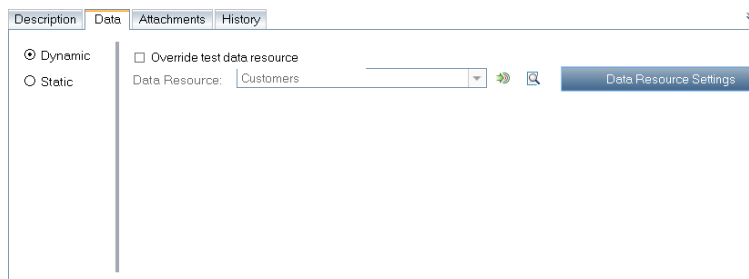 Description Data Attachments History
Dynamic
Override test data resource
Static
Data Resource: Customers Data Resource Settings